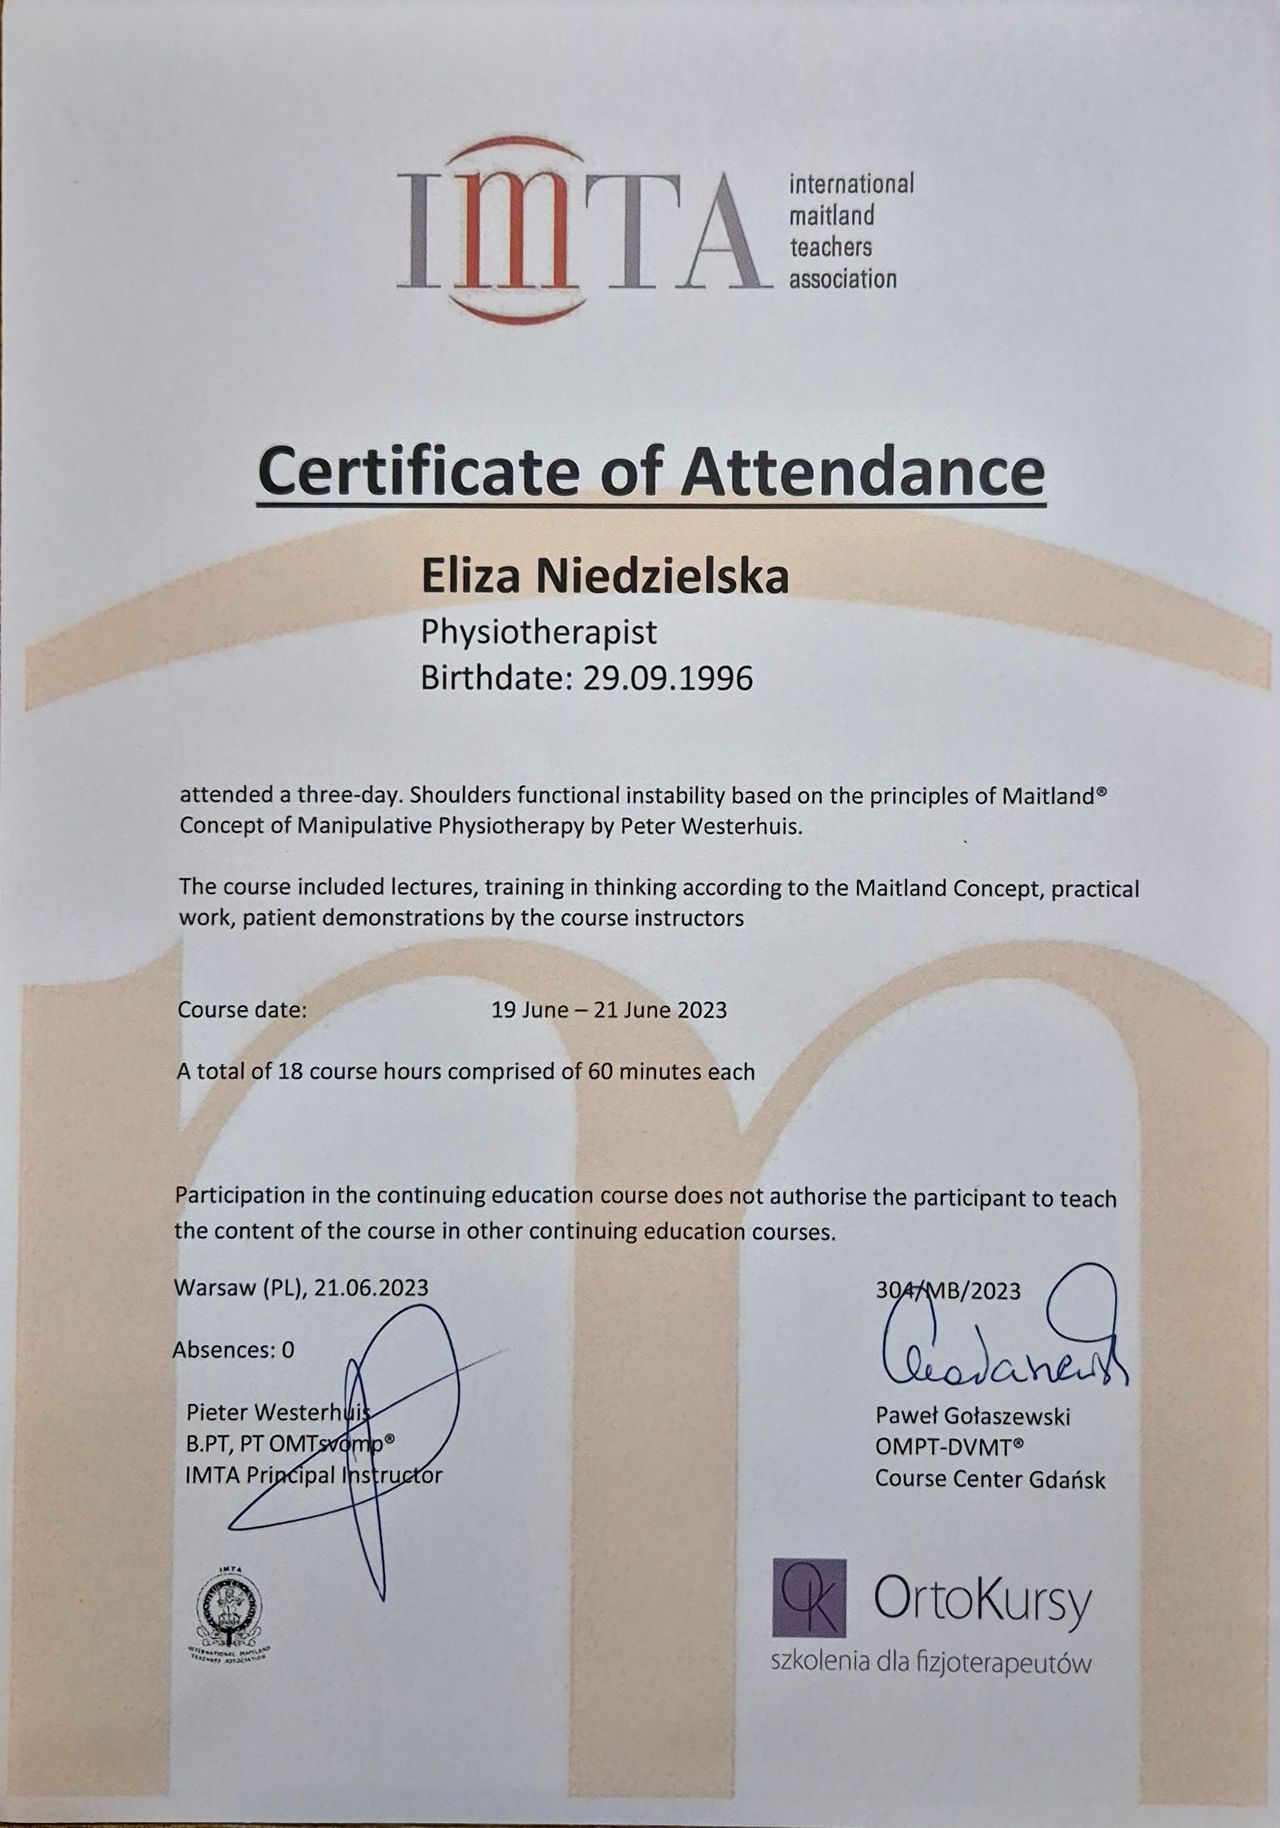 IMTA
international
maitland
teachers
association
Certificate of Attendance
Eliza Niedzielska
Physiotherapist
Birthdate: 29.09.1996
attended a three-day. Shoulders functional instability based on the principles of Maitland®
Concept of Manipulative Physiotherapy by Peter Westerhuis.
The course included lectures, training in thinking according to the Maitland Concept, practical
work, patient demonstrations by the course instructors
Course date: 19 June – 21 June 2023
A total of 18 course hours comprised of 60 minutes each
Participation in the continuing education course does not authorise the participant to teach
the content of the course in other continuing education courses.
Warsaw (PL), 21.06.2023
Absences: 0
Pieter Westerhuis
B.PT, PT OMTsvomp®
IMTA Principal Instructor
304/MB/2023
Paweł Gołaszewski
OMPT-DVMT®
Course Center Gdańsk
IMTA
INTERNATIONAL MAITLAND
TEACHERS ASSOCIATION
OK OrtoKursy
szkolenia dla fizjoterapeutów